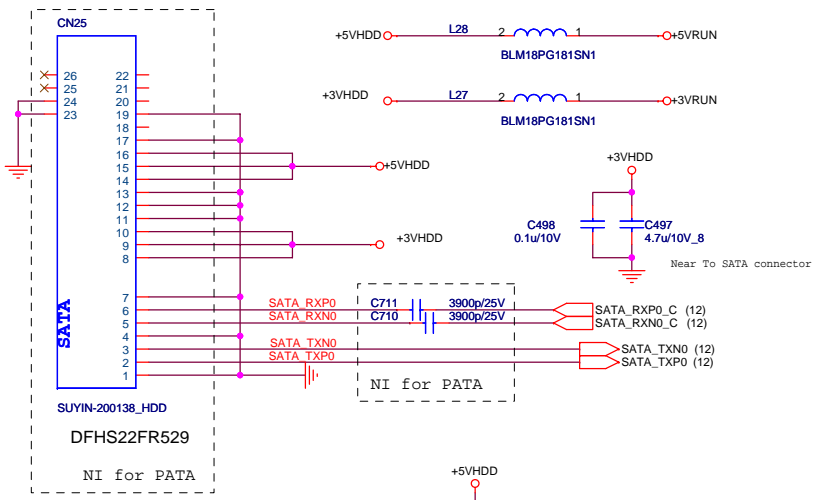 CN25
26
25
24
23
22
21
20
19
18
17
16
15
14
13
12
11
10
9
8
7
6
5
4
3
2
1
SATA
SUYIN-200138_HDD
DFHS22FR529
NI for PATA
+5VHDD
L28
2
1
+5VRUN
BLM18PG181SN1
+3VHDD
L27
2
1
+3VRUN
BLM18PG181SN1
+5VHDD
+3VHDD
+3VHDD
C498
0.1u/10V
C497
4.7u/10V_8
Near To SATA connector
SATA_RXP0
C711
3900p/25V
SATA_RXP0_C (12)
SATA_RXN0
C710
3900p/25V
SATA_RXN0_C (12)
SATA_TXN0
SATA_TXN0 (12)
SATA_TXP0
SATA_TXP0 (12)
NI for PATA
+5VHDD